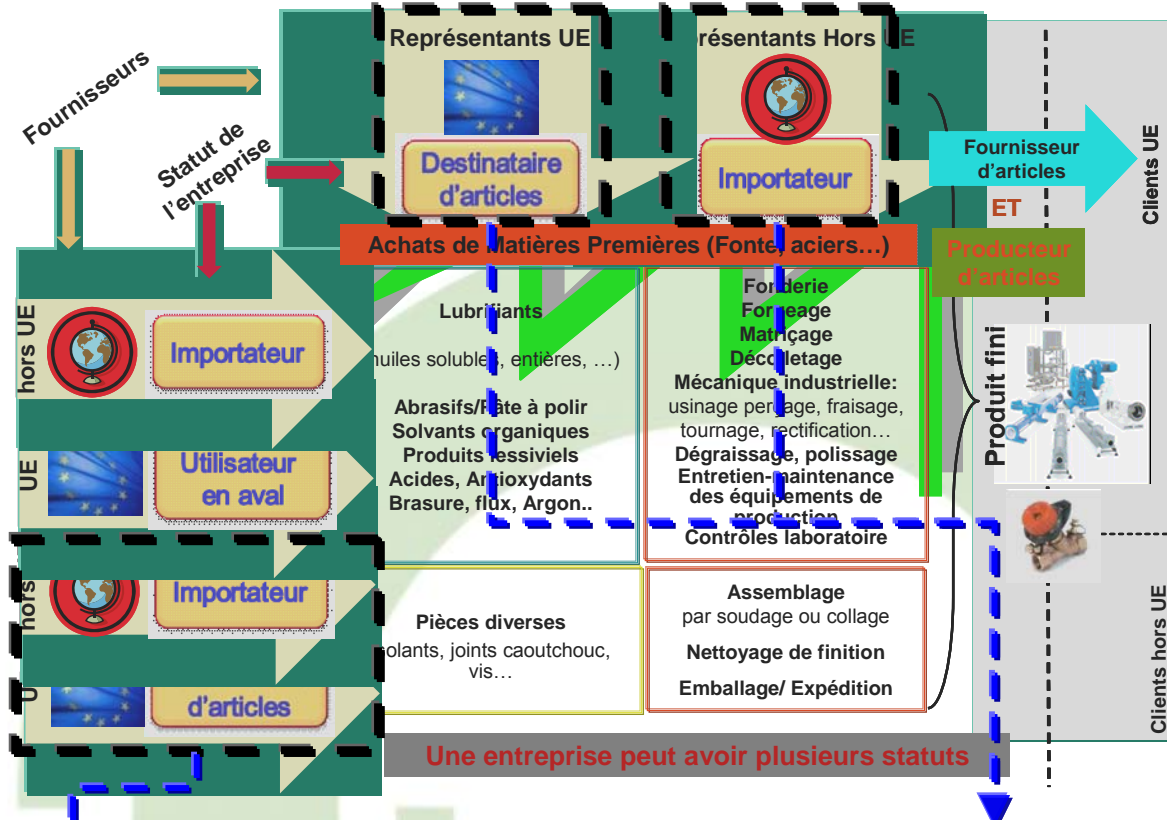 Représentants UE
présentants Hors UE
Fournisseurs
Statut de
l'entreprise
Destinataire
d'articles
Importateur
Fournisseur
d'articles
ET
Producteur
d'articles
Clients UE
Achats de Matières Premières (Fonte, aciers…)
hors UE
Importateur
UE
Utilisateur
en aval
hors
Importateur
U
d'articles
Lubrifiants
huiles solubles, entières, …)
Abrasifs/Pâte à polir
Solvants organiques
Produits lessiviels
Acides, Antioxydants
Brasure, flux, Argon..
Fonderie
Forgeage
Matriçage
Décolletage
Mécanique industrielle:
usinage perçage, fraisage,
tournage, rectification…
Dégraissage, polissage
Entretien-maintenance
des équipements de
production
Contrôles laboratoire
Pièces diverses
olants, joints caoutchouc,
vis…
Assemblage
par soudage ou collage
Nettoyage de finition
Emballage/ Expédition
Produit fini
Clients hors UE
Une entreprise peut avoir plusieurs statuts